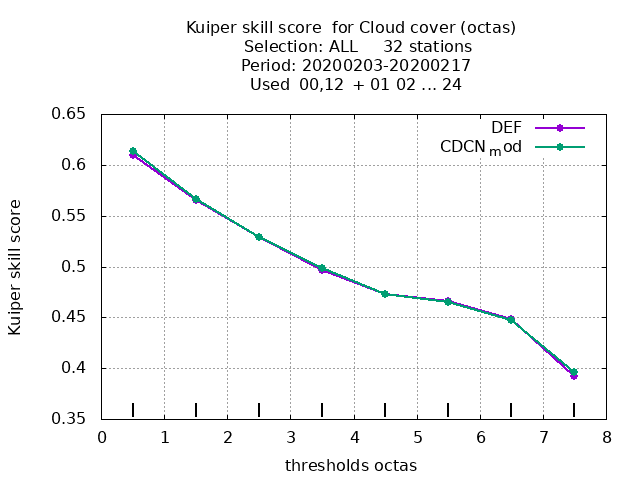 Kuiper skill score  for Cloud cover (octas)
Selection: ALL     32 stations
Period: 20200203-20200217
Used  00,12  + 01 02 ... 24
DEF
CDCN_mod
0.65
0.6
0.55
0.5
0.45
0.4
0.35
Kuiper skill score
0 1 2 3 4 5 6 7 8
thresholds octas